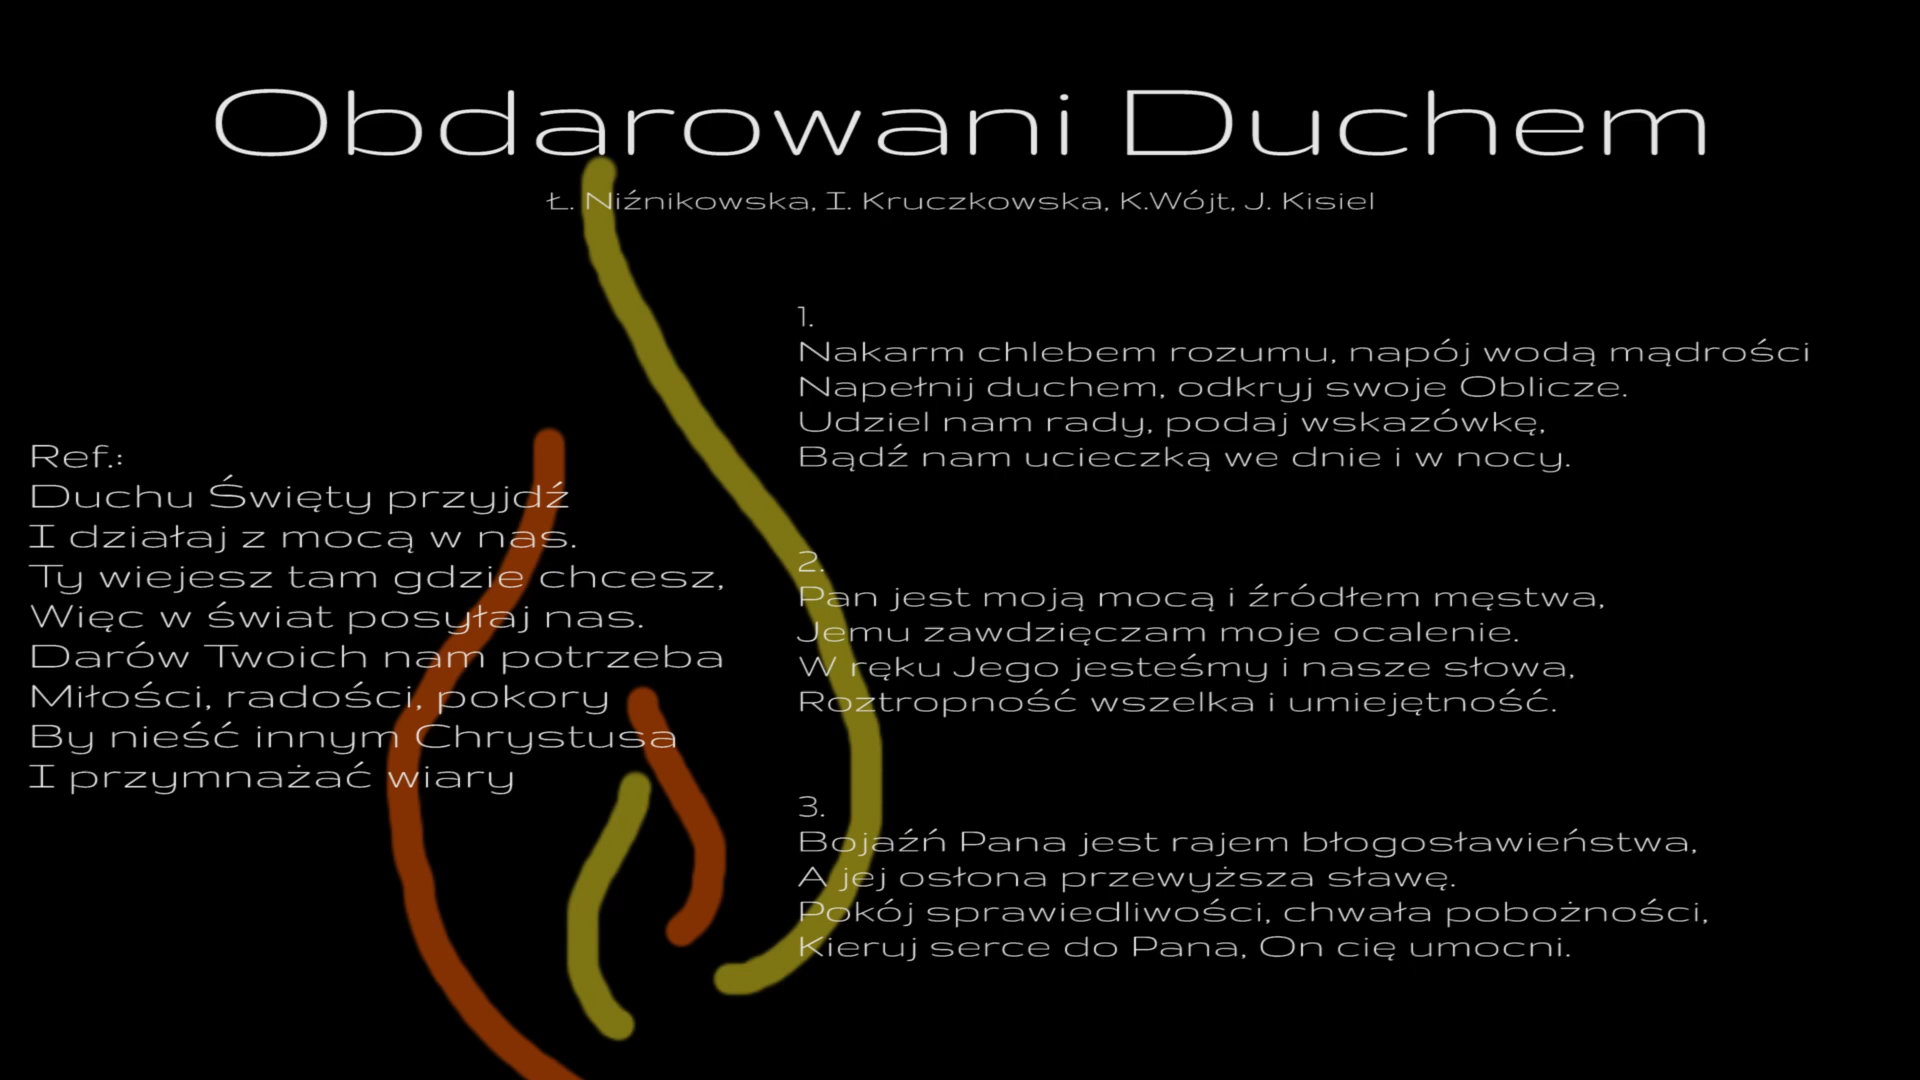 Obdarowani Duchem
Ł. Niźnikowska, I. Kruczkowska, K.Wójt, J. Kisiel
Ref.:
Duchu Święty przyjdź
I działaj z mocą w nas.
Ty wiejesz tam gdzie chcesz,
Więc w świat posyłaj nas.
Darów Twoich nam potrzeba
Miłości, radości, pokory
By nieść innym Chrystusa
I przymnażać wiary
1.
Nakarm chlebem rozumu, napój wodą mądrości
Napełnij duchem, odkryj swoje Oblicze.
Udziel nam rady, podaj wskazówkę,
Bądź nam ucieczką we dnie i w nocy.
2.
Pan jest moją mocą i źródłem męstwa,
Jemu zawdzięczam moje ocalenie.
W ręku Jego jesteśmy i nasze słowa,
Roztropność wszelka i umiejętność.
3.
Bojaźń Pana jest rajem błogosławieństwa,
A jej osłona przewyższa sławę.
Pokój sprawiedliwości, chwała pobożności,
Kieruj serce do Pana, On cię umocni.